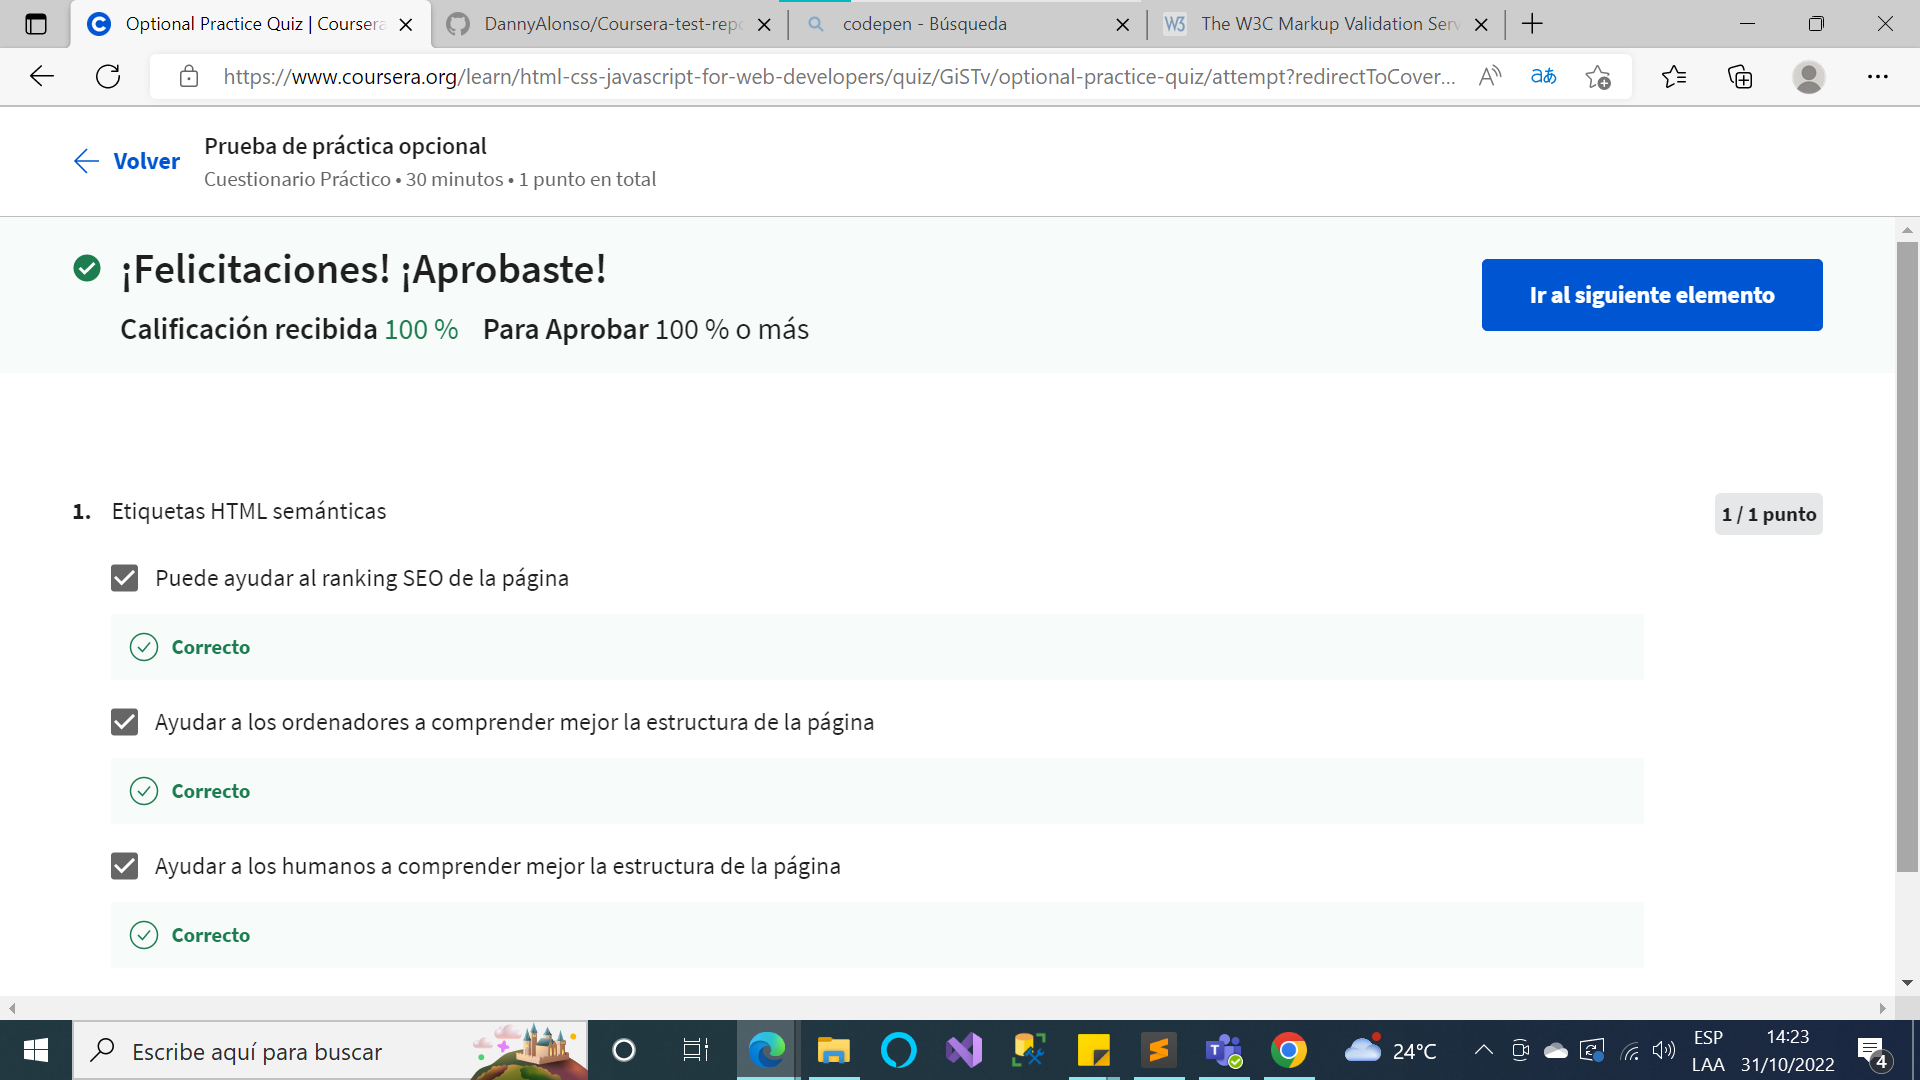 Optional Practice Quiz | Coursera
DannyAlonso/Coursera-test-repo
codepen - Búsqueda
W3 The W3C Markup Validation Serv
https://www.coursera.org/learn/html-css-javascript-for-web-developers/quiz/GiSTv/optional-practice-quiz/attempt?redirectToCover...
Volver
Prueba de práctica opcional
Cuestionario Práctico • 30 minutos • 1 punto en total
¡Felicitaciones! ¡Aprobaste!
Calificación recibida 100 % Para Aprobar 100 % o más
Ir al siguiente elemento
1. Etiquetas HTML semánticas
1 / 1 punto
Puede ayudar al ranking SEO de la página
Correcto
Ayudar a los ordenadores a comprender mejor la estructura de la página
Correcto
Ayudar a los humanos a comprender mejor la estructura de la página
Correcto
Escribe aquí para buscar
24°C
ESP
LAA
14:23
31/10/2022
4